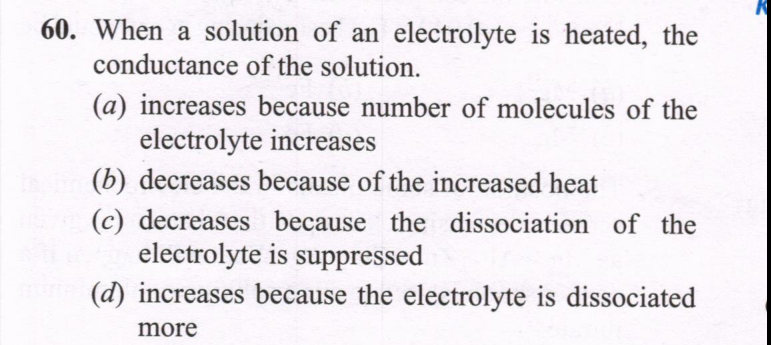 60. When a solution of an electrolyte is heated, the
conductance of the solution.
(a) increases because number of molecules of the
electrolyte increases
(b) decreases because of the increased heat
(c) decreases because the dissociation of the
electrolyte is suppressed
(d) increases because the electrolyte is dissociated
more